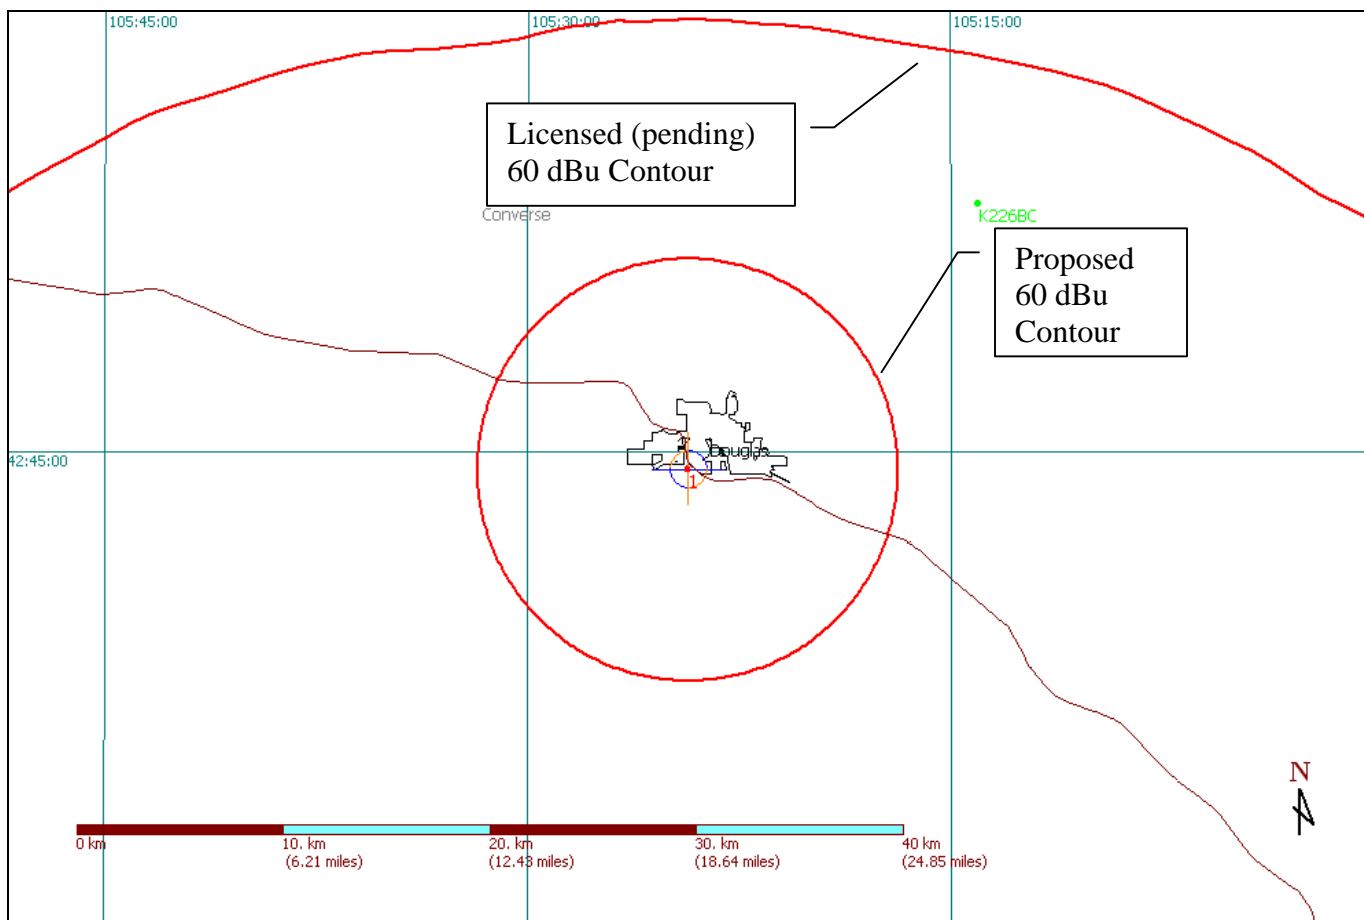 105:45:00
105:30:00
105:15:00
Licensed (pending)
60 dBu Contour
Converse
K226BC
Proposed
60 dBu
Contour
Douglas
42:45:00
1
N
0 km
10. km
(6.21 miles)
20. km
(12.43 miles)
30. km
(18.64 miles)
40 km
(24.85 miles)